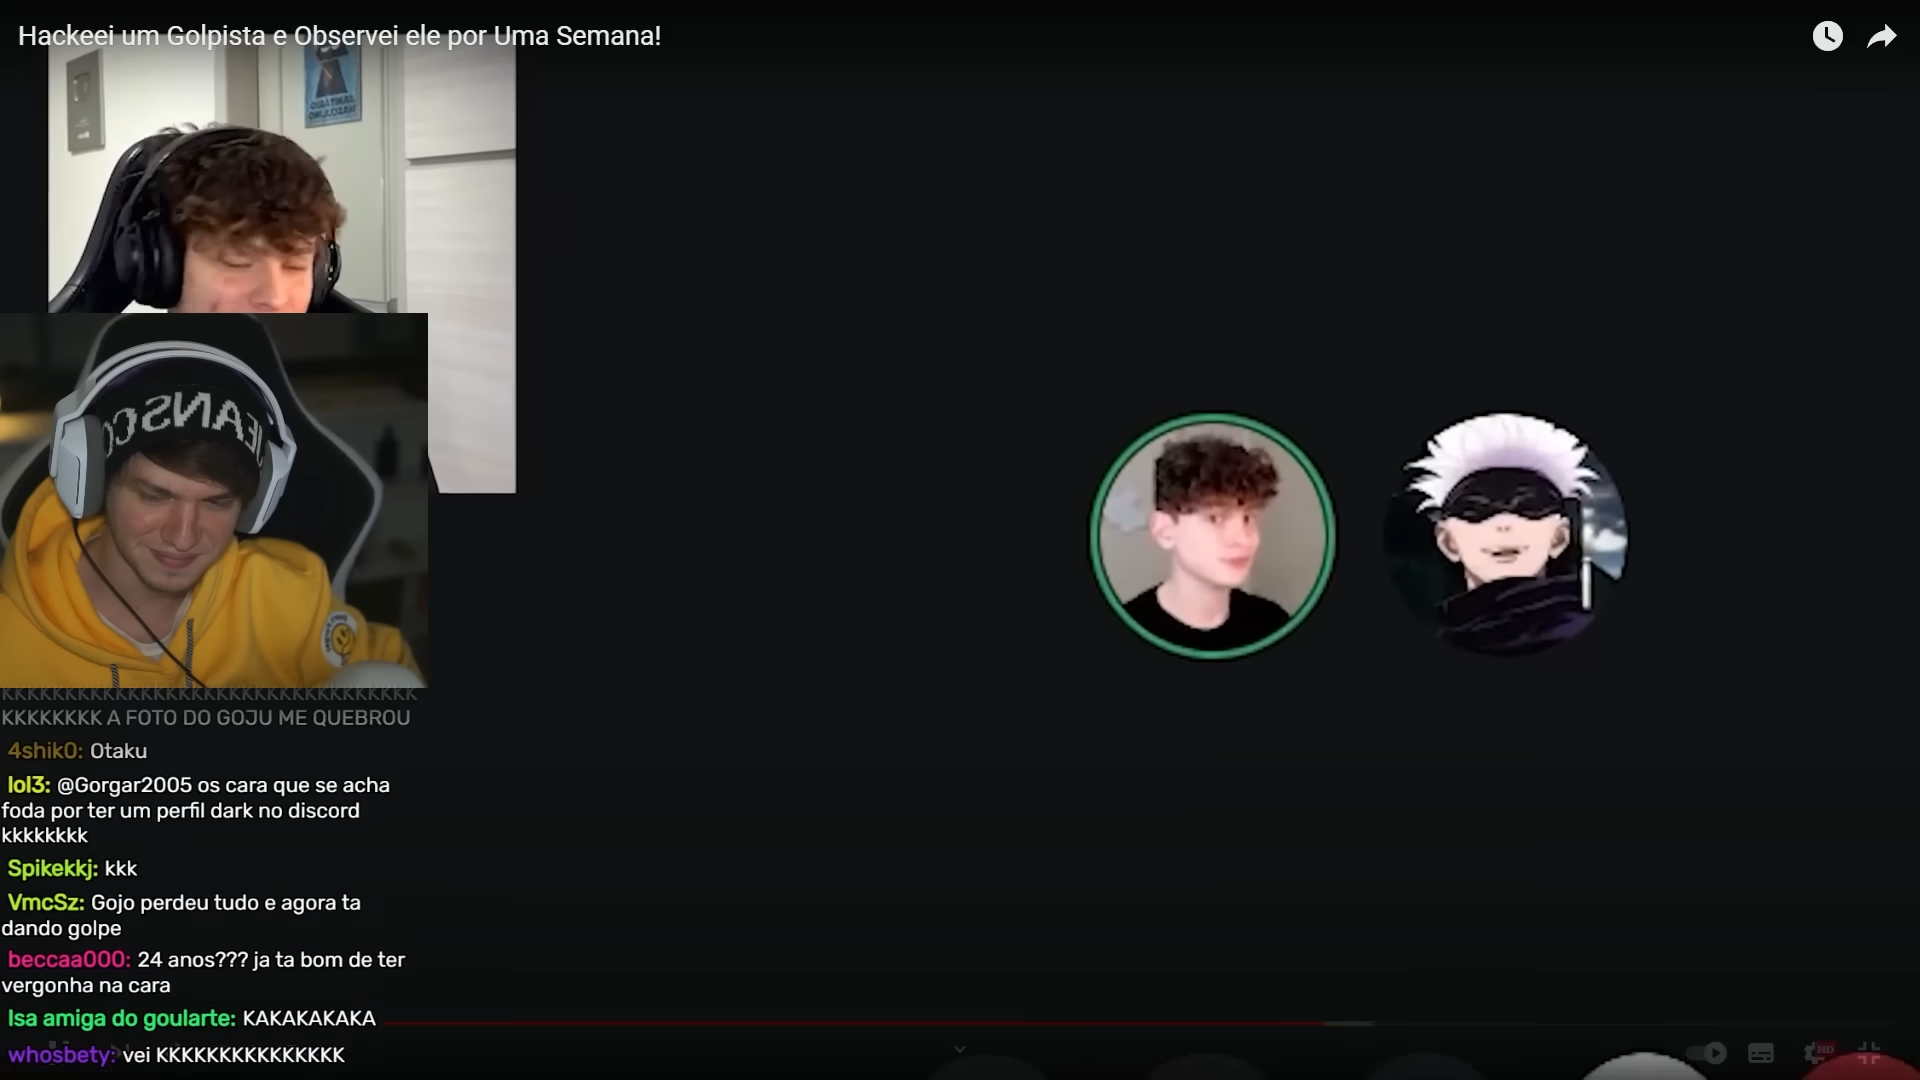 Hackeei um Golpista e Observei ele por Uma Semana!
KKKKKKKKKKKKKKKKKKKKKKKKKKKKKKKKK
KKKKKKKK A FOTO DO GOJU ME QUEBROU
4shik0: Otaku
lol3: @Gorgar2005 os cara que se acha
foda por ter um perfil dark no discord
kkkkkkkk
Spikekkj: kkk
VmcSz: Gojo perdeu tudo e agora ta
dando golpe
beccaa000: 24 anos??? ja ta bom de ter
vergonha na cara
Isa amiga do goularte: KAKAKAKAKA
whosbety: vei KKKKKKKKKKKKKKK
HD